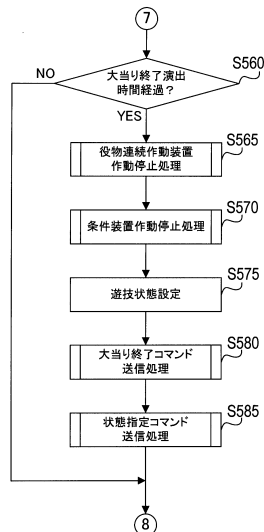 7
S560
NO
大当り終了演出
時間経過？
YES
S565
役物連続作動装置
作動停止処理
S570
条件装置作動停止処理
S575
遊技状態設定
S580
大当り終了コマンド
送信処理
S585
状態指定コマンド
送信処理
8